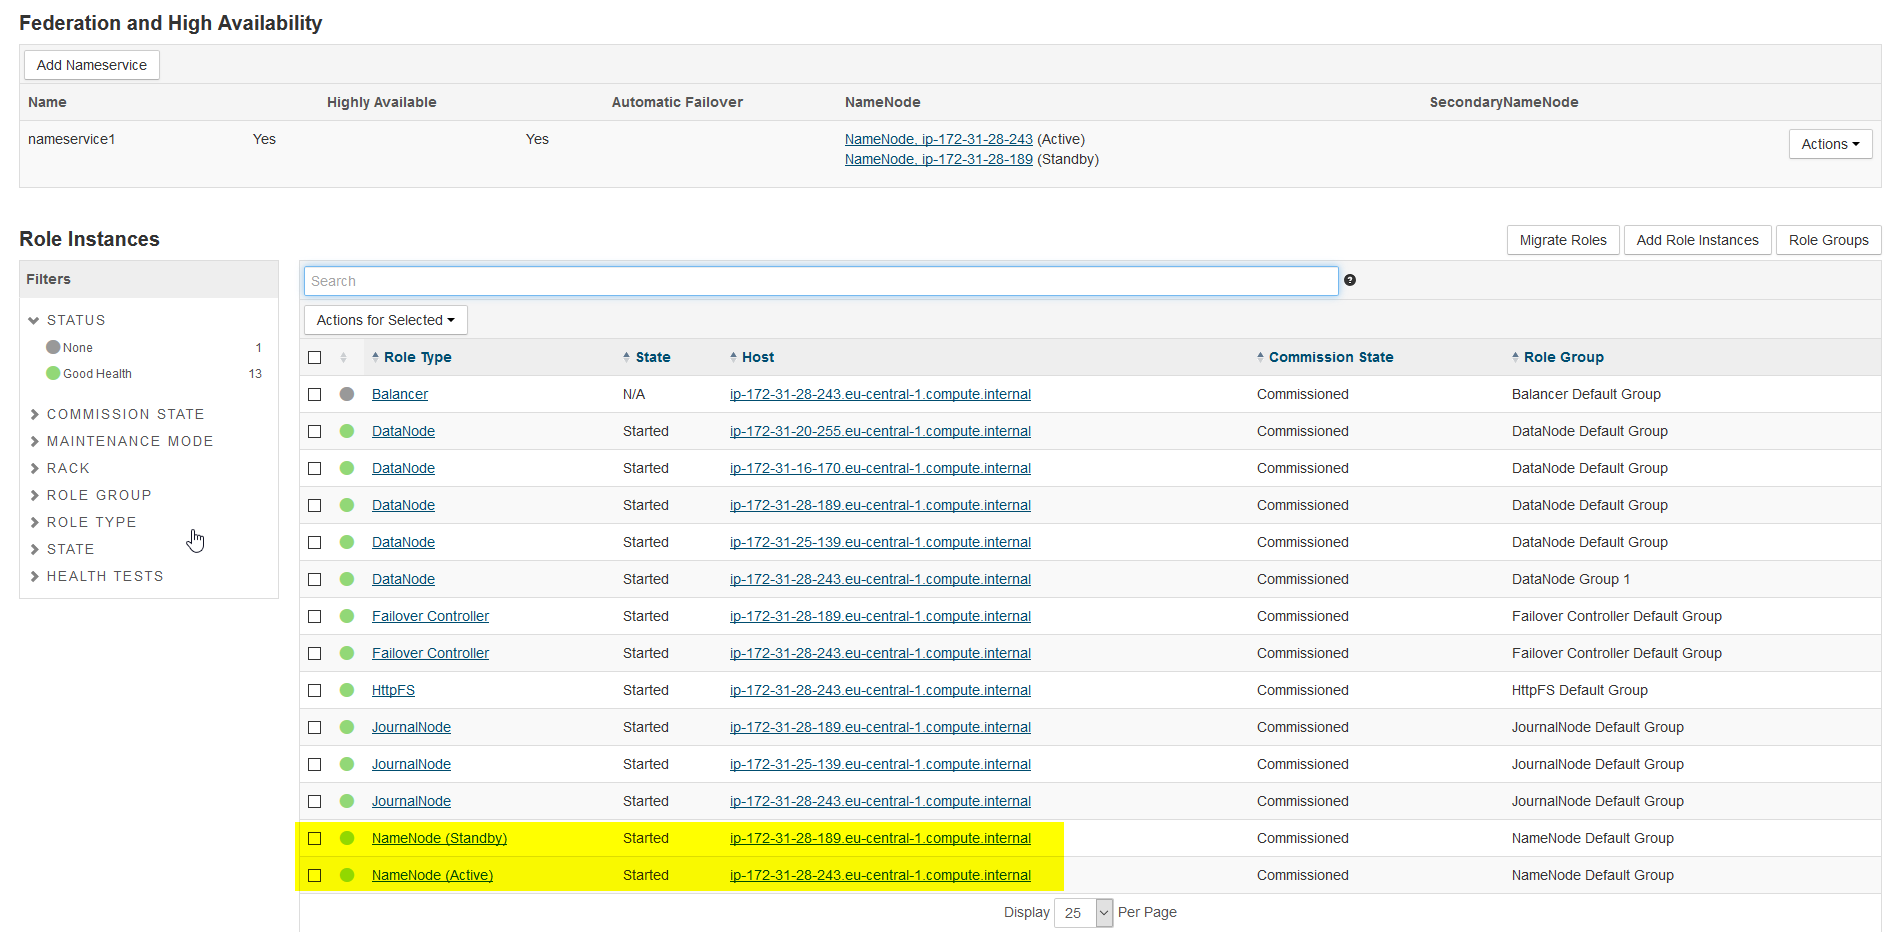 Federation and High Availability
Add Nameservice
Name Highly Available Automatic Failover NameNode SecondaryNameNode
nameservice1 Yes Yes NameNode, ip-172-31-28-243 (Active)
NameNode, ip-172-31-28-189 (Standby)
Actions
Role Instances
Migrate Roles Add Role Instances Role Groups
Filters
STATUS
None 1
Good Health 13
COMMISSION STATE
MAINTENANCE MODE
RACK
ROLE GROUP
ROLE TYPE
STATE
HEALTH TESTS
Search ?
Actions for Selected
Role Type State Host Commission State Role Group
Balancer N/A ip-172-31-28-243.eu-central-1.compute.internal Commissioned Balancer Default Group
DataNode Started ip-172-31-20-255.eu-central-1.compute.internal Commissioned DataNode Default Group
DataNode Started ip-172-31-16-170.eu-central-1.compute.internal Commissioned DataNode Default Group
DataNode Started ip-172-31-28-189.eu-central-1.compute.internal Commissioned DataNode Default Group
DataNode Started ip-172-31-25-139.eu-central-1.compute.internal Commissioned DataNode Default Group
DataNode Started ip-172-31-28-243.eu-central-1.compute.internal Commissioned DataNode Group 1
Failover Controller Started ip-172-31-28-189.eu-central-1.compute.internal Commissioned Failover Controller Default Group
Failover Controller Started ip-172-31-28-243.eu-central-1.compute.internal Commissioned Failover Controller Default Group
HttpFS Started ip-172-31-28-243.eu-central-1.compute.internal Commissioned HttpFS Default Group
JournalNode Started ip-172-31-28-189.eu-central-1.compute.internal Commissioned JournalNode Default Group
JournalNode Started ip-172-31-25-139.eu-central-1.compute.internal Commissioned JournalNode Default Group
JournalNode Started ip-172-31-28-243.eu-central-1.compute.internal Commissioned JournalNode Default Group
NameNode (Standby) Started ip-172-31-28-189.eu-central-1.compute.internal Commissioned NameNode Default Group
NameNode (Active) Started ip-172-31-28-243.eu-central-1.compute.internal Commissioned NameNode Default Group
Display 25 Per Page